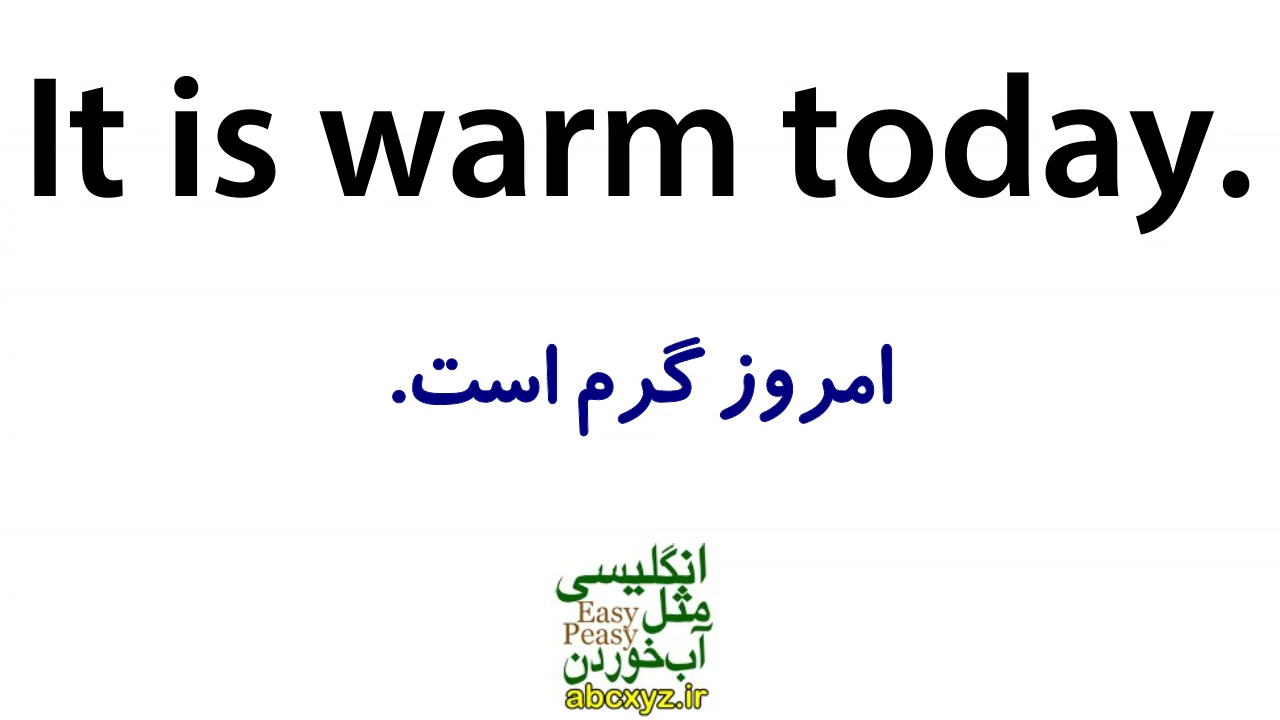 It is warm today.
امروز گرم است.
انگلیسی
مثل Easy
Peasy
آب‌خوردن
abcxyz.ir